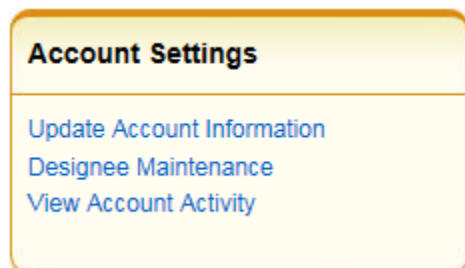 Account Settings
Update Account Information
Designee Maintenance
View Account Activity